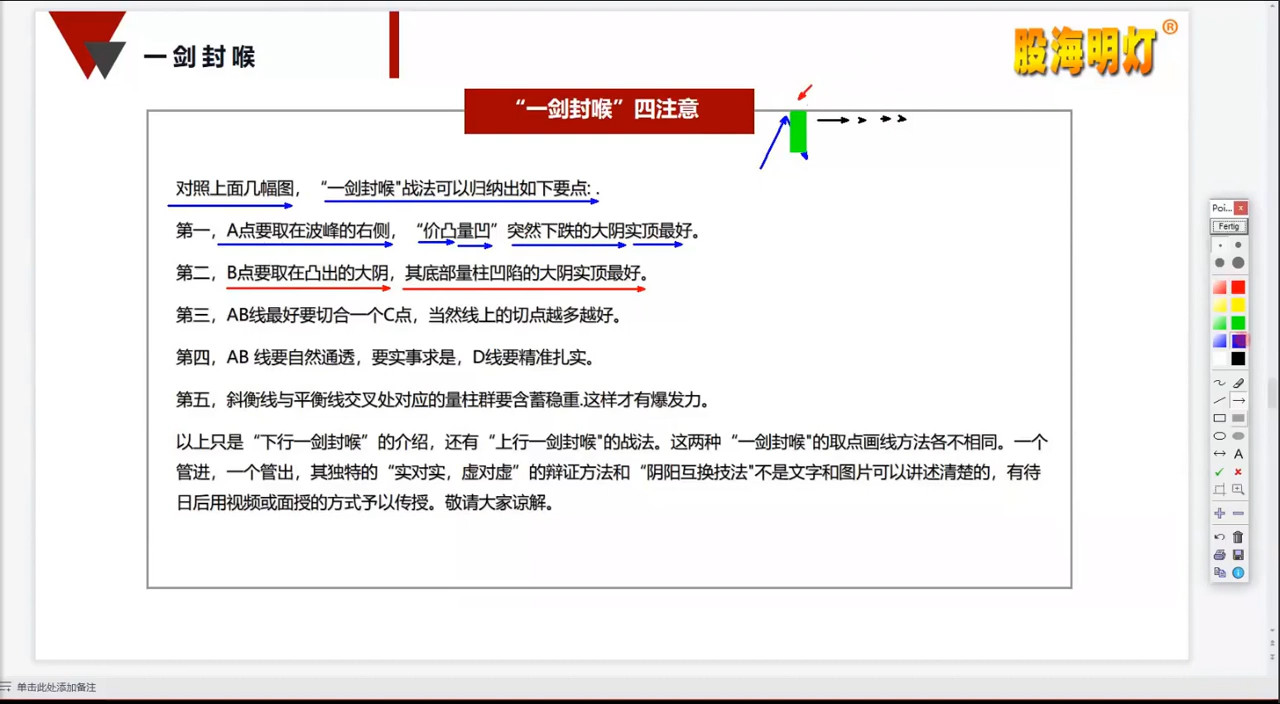 一剑封喉
股海明灯®
“一剑封喉”四注意
对照上面几幅图，“一剑封喉"战法可以归纳出如下要点: .
第一，A点要取在波峰的右侧，“价凸量凹”突然下跌的大阴实顶最好。
第二，B点要取在凸出的大阴，其底部量柱凹陷的大阴实顶最好。
第三，AB线最好要切合一个C点，当然线上的切点越多越好。
第四，AB 线要自然通透，要实事求是，D线要精准扎实。
第五，斜衡线与平衡线交叉处对应的量柱群要含蓄稳重.这样才有爆发力。
以上只是“下行一剑封喉”的介绍，还有“上行一剑封喉"的战法。这两种“一剑封喉"的取点画线方法各不相同。一个
管进，一个管出，其独特的“实对实，虚对虚”的辩证方法和“阴阳互换技法"不是文字和图片可以讲述清楚的，有待
日后用视频或面授的方式予以传授。敬请大家谅解。
Poi...
Fertig
A
单击此处添加备注